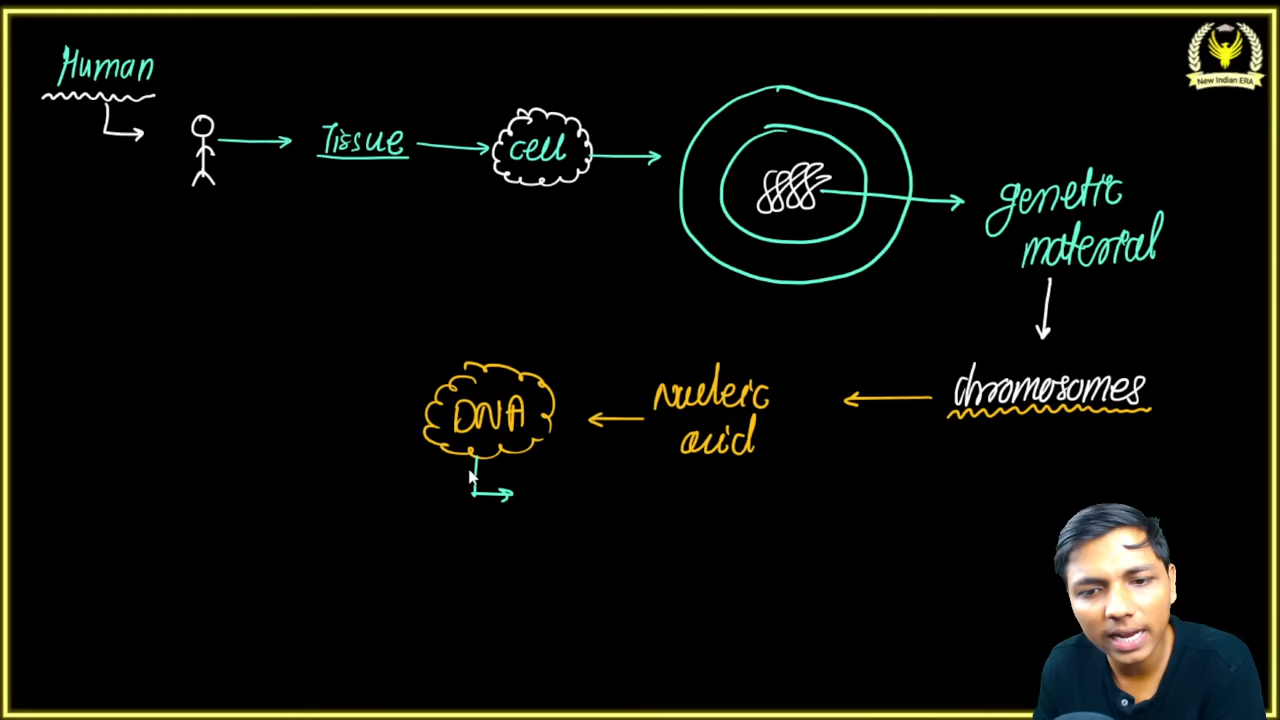 Human
Tissue
cell
genetic
material
chromosomes
nucleic
acid
DNA
New Indian ERA